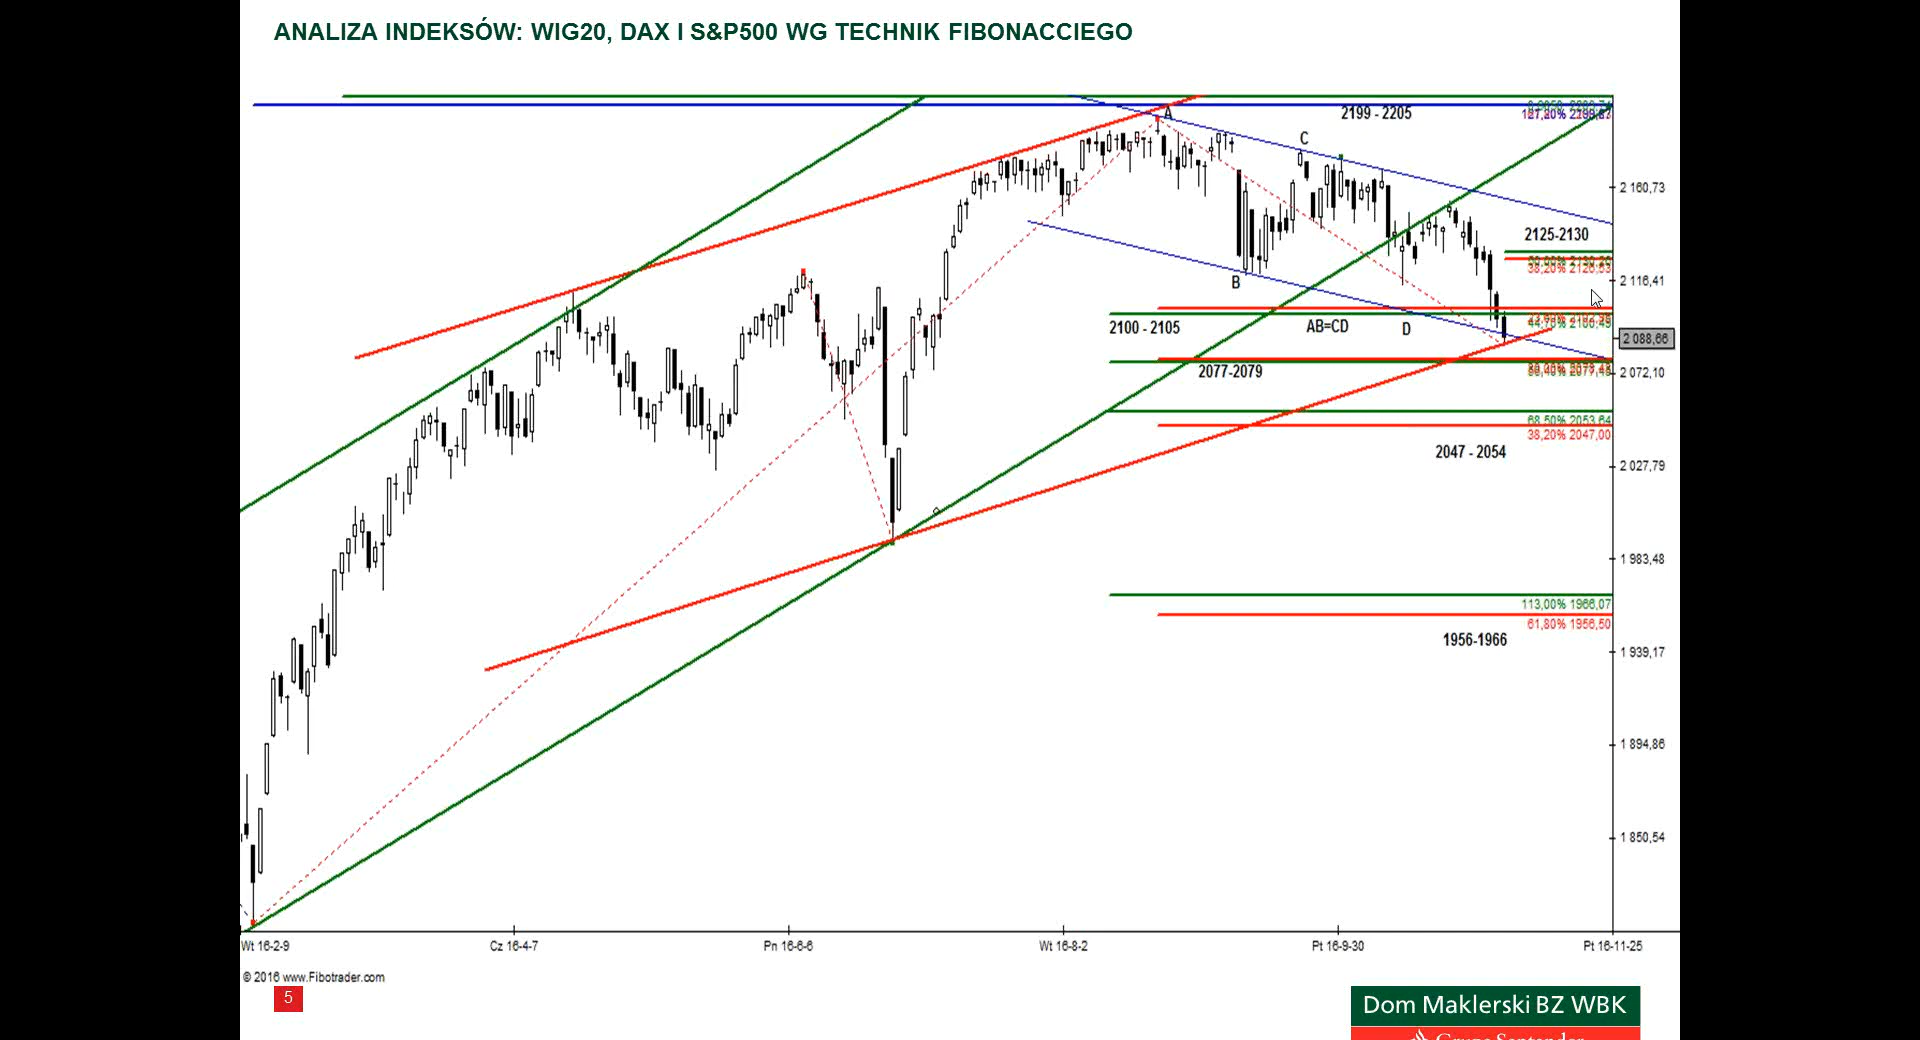 ANALIZA INDEKSÓW: WIG20, DAX I S&P500 WG TECHNIK FIBONACCIEGO
A
2199 - 2205
C
2 160,73
2125-2130
38,20% 2126,53
2 116,41
B
2100 - 2105
AB=CD
D
2 088,66
2077-2079
2 072,10
68,50% 2053,64
38,20% 2047,00
2047 - 2054
2 027,79
1 983,48
113,00% 1966,07
61,80% 1956,50
1956-1966
1 939,17
1 894,86
1 850,54
Wt 16-2-9
Cz 16-4-7
Pn 16-6-6
Wt 16-8-2
Pt 16-9-30
Pt 16-11-25
© 2016 www.Fibotrader.com
5
Dom Maklerski BZ WBK